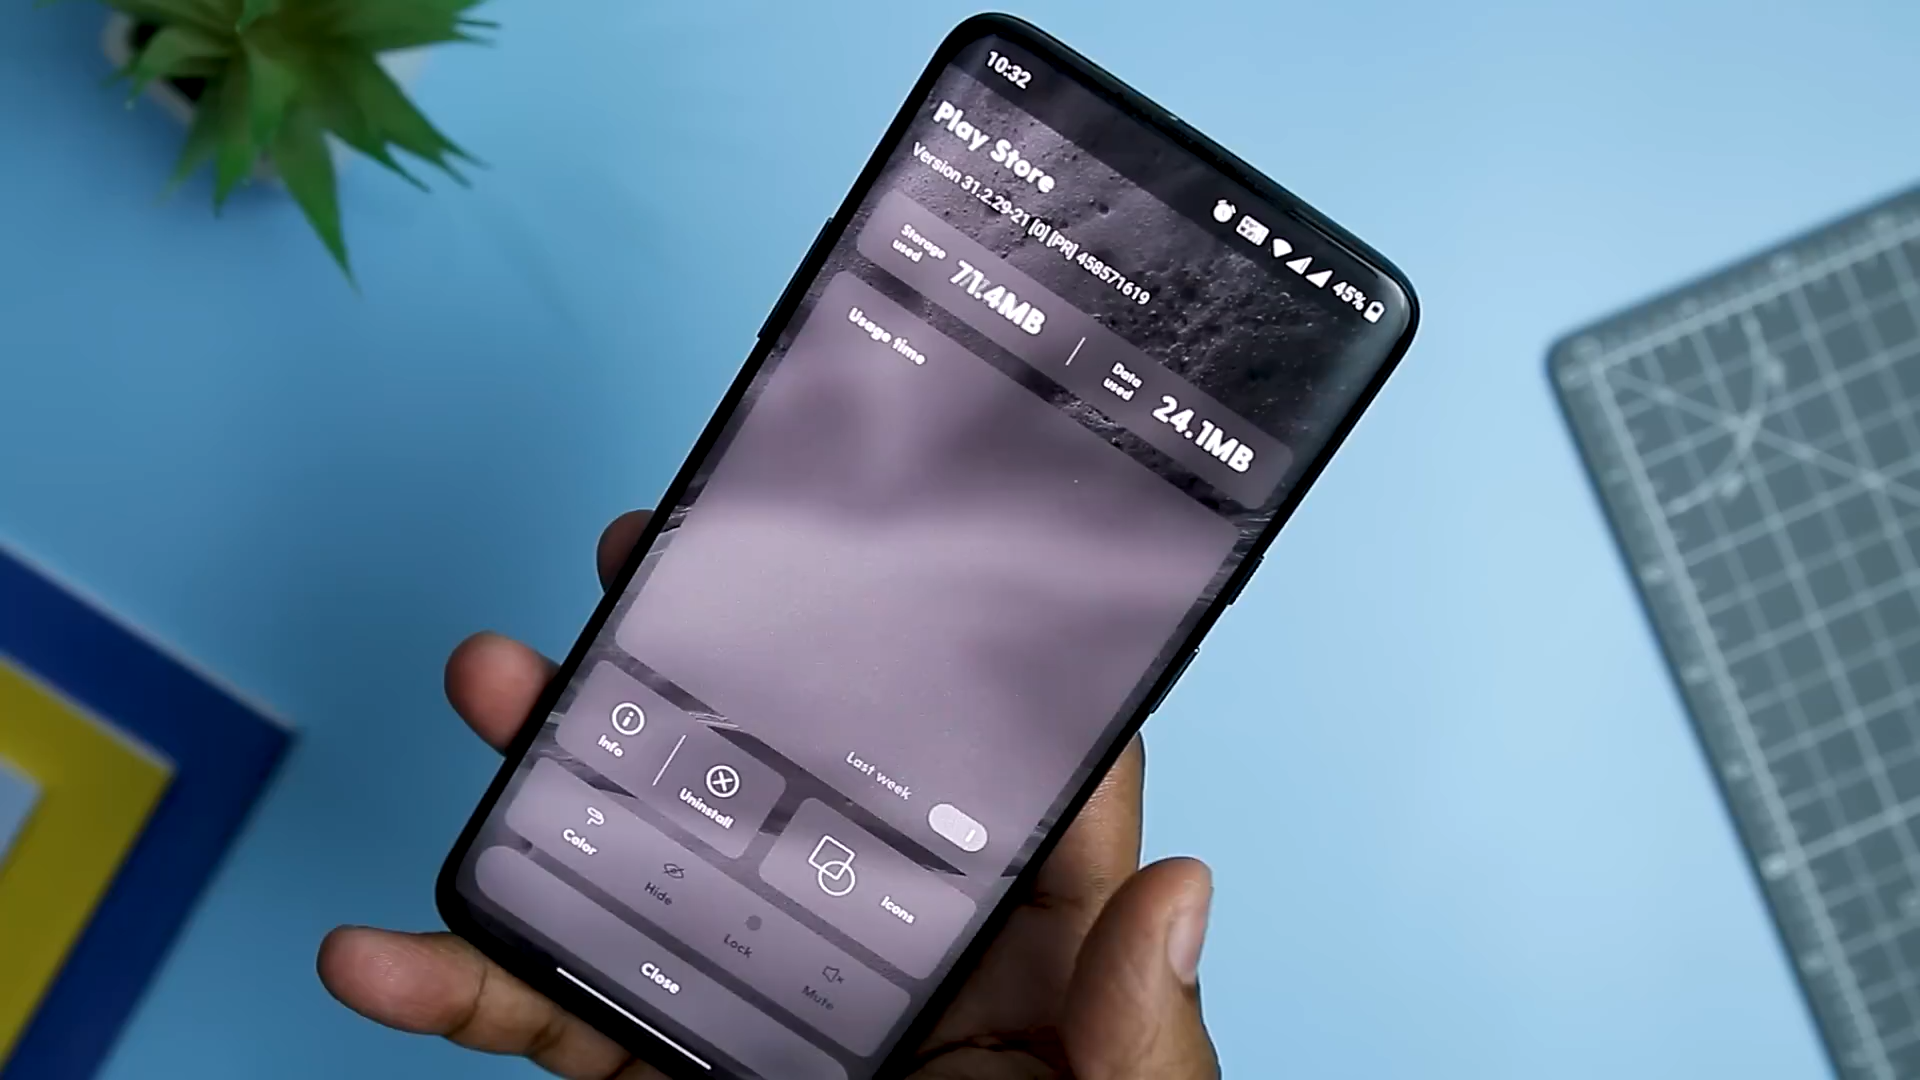 10:32
45%
Play Store
Version 31.2.29-21 [0] [PR] 458571619
Storage
used
71.4MB
Data
used
24.1MB
Usage time
Last week
Info
Uninstall
Icons
Color
Hide
Lock
Mute
Close